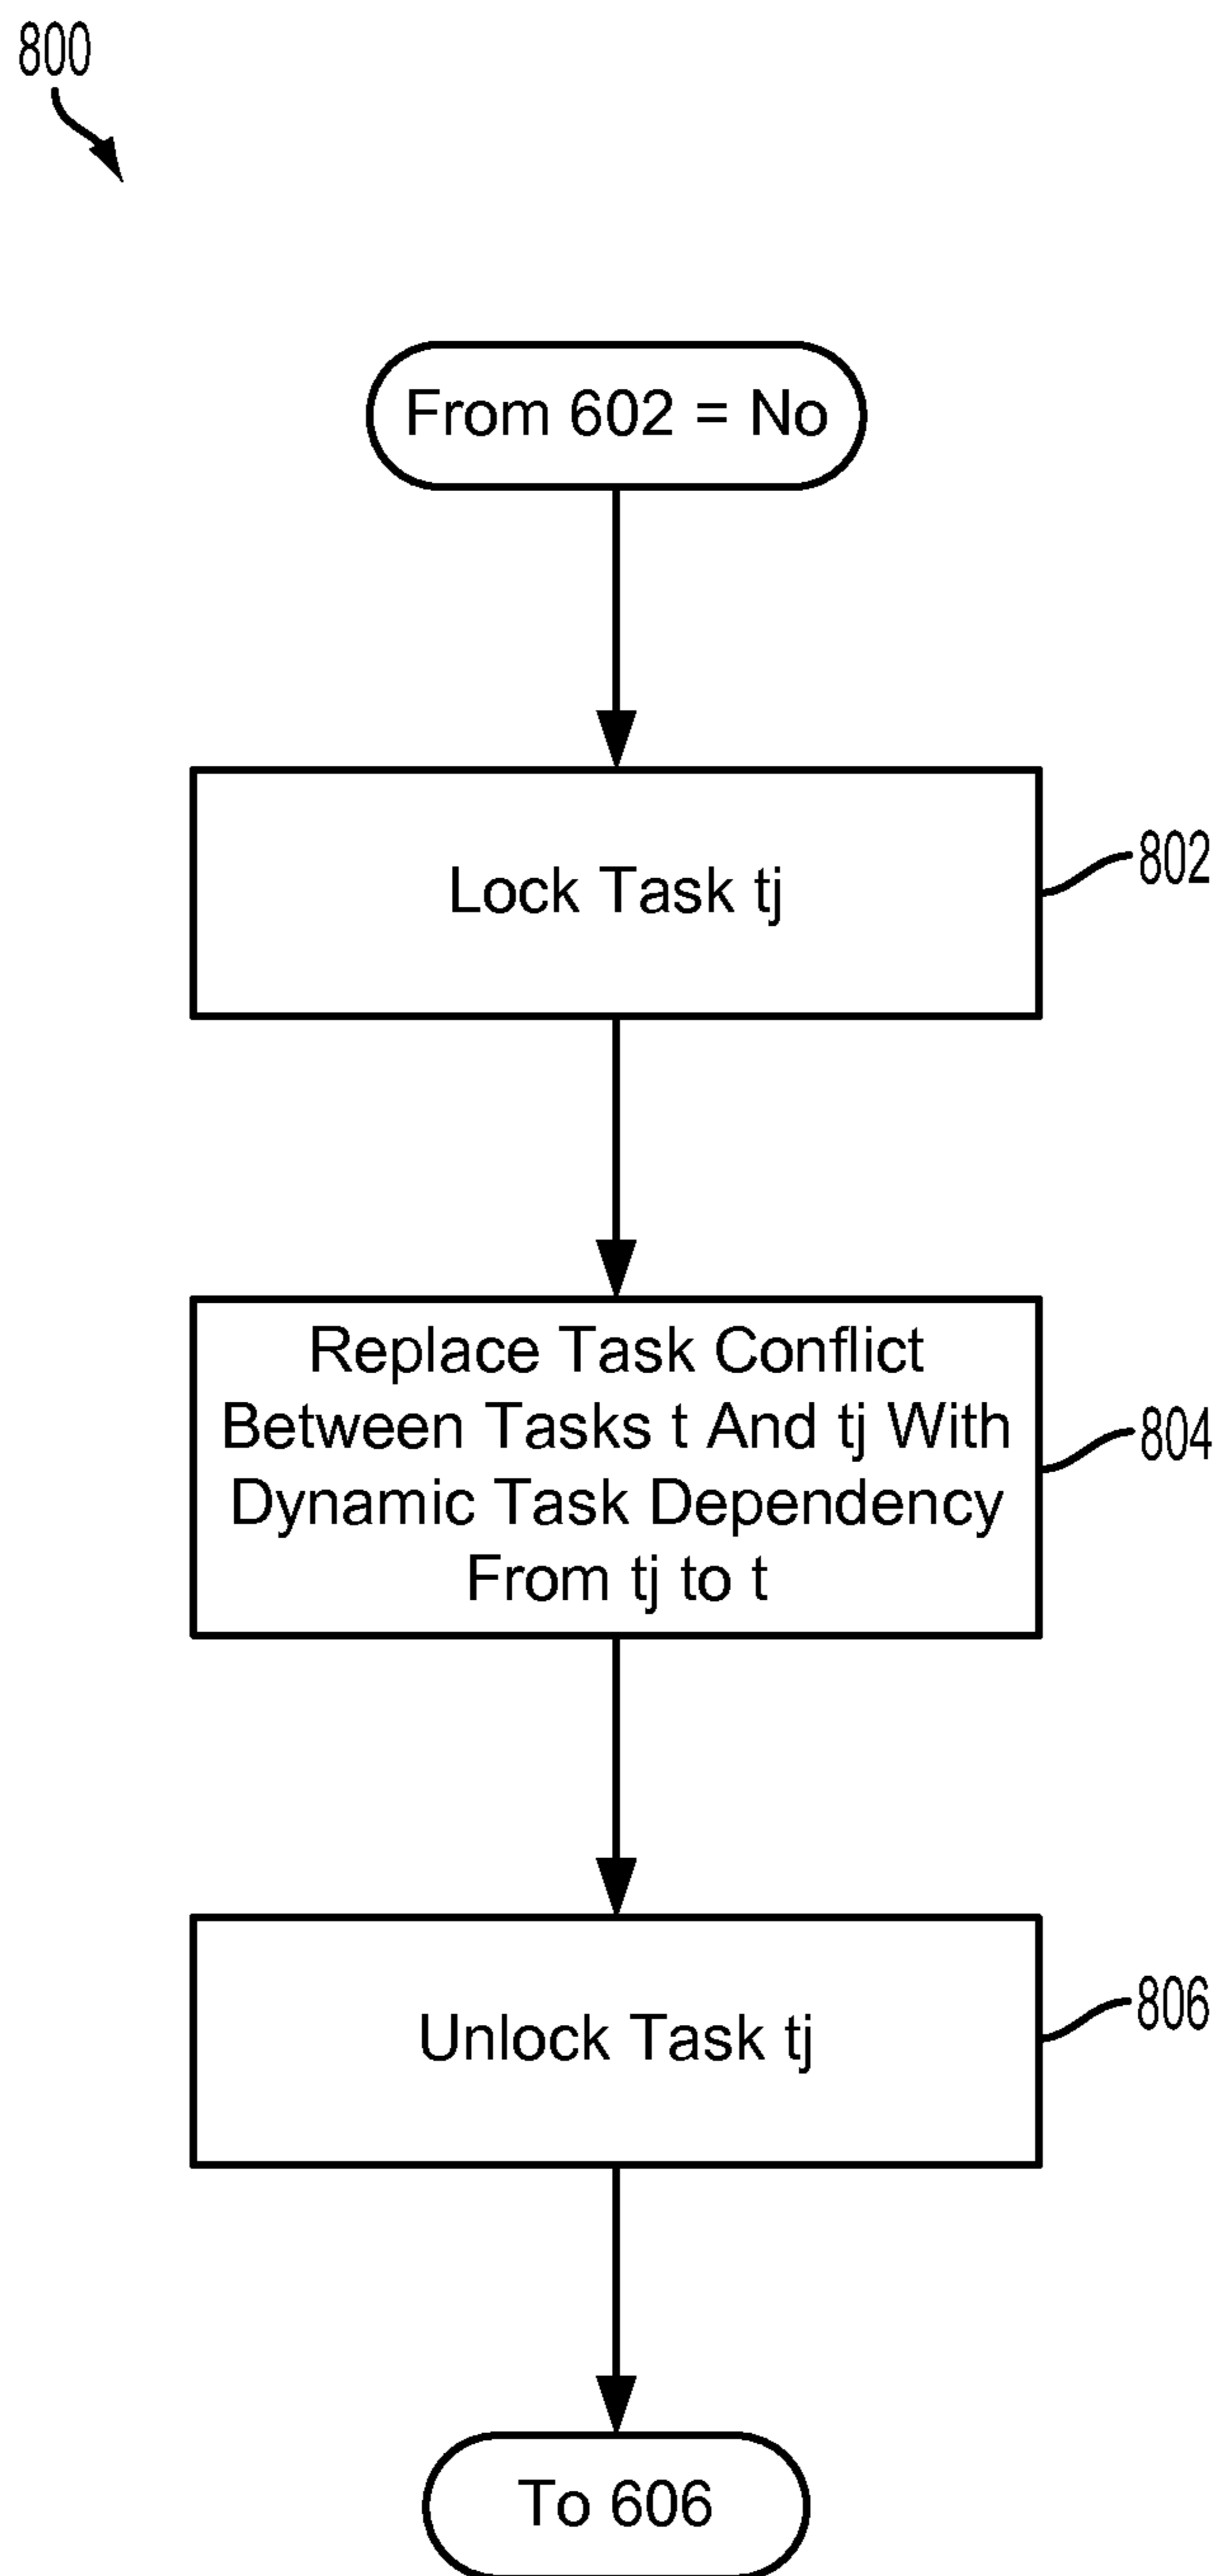 800
From 602 = No
Lock Task tj
802
Replace Task Conflict
Between Tasks t And tj With
Dynamic Task Dependency
From tj to t
804
Unlock Task tj
806
To 606